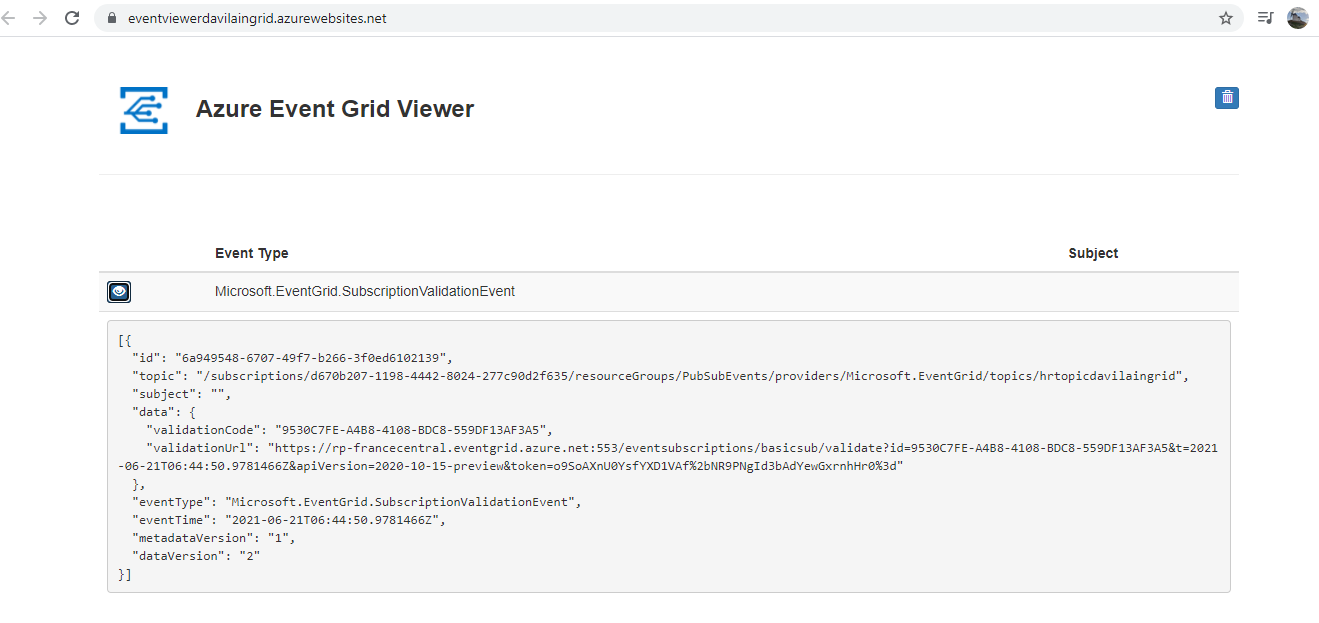 eventviewerdavilaingrid.azurewebsites.net
Azure Event Grid Viewer
Event Type Subject
Microsoft.EventGrid.SubscriptionValidationEvent
[{
"id": "6a949548-6707-49f7-b266-3f0ed6102139",
"topic": "/subscriptions/d670b207-1198-4442-8024-277c90d2f635/resourceGroups/PubSubEvents/providers/Microsoft.EventGrid/topics/hrtopicdavilaingrid",
"subject": "",
"data": {
"validationCode": "9530C7FE-A4B8-4108-BDC8-559DF13AF3A5",
"validationUrl": "https://rp-francecentral.eventgrid.azure.net:553/eventsubscriptions/basicsub/validate?id=9530C7FE-A4B8-4108-BDC8-559DF13AF3A5&t=2021
-06-21T06:44:50.9781466Z&apiVersion=2020-10-15-preview&token=o9SoAXnU0YsfYXD1VAf%2bNR9PNgId3bAdYewGxrnhHr0%3d"
},
"eventType": "Microsoft.EventGrid.SubscriptionValidationEvent",
"eventTime": "2021-06-21T06:44:50.9781466Z",
"metadataVersion": "1",
"dataVersion": "2"
}]